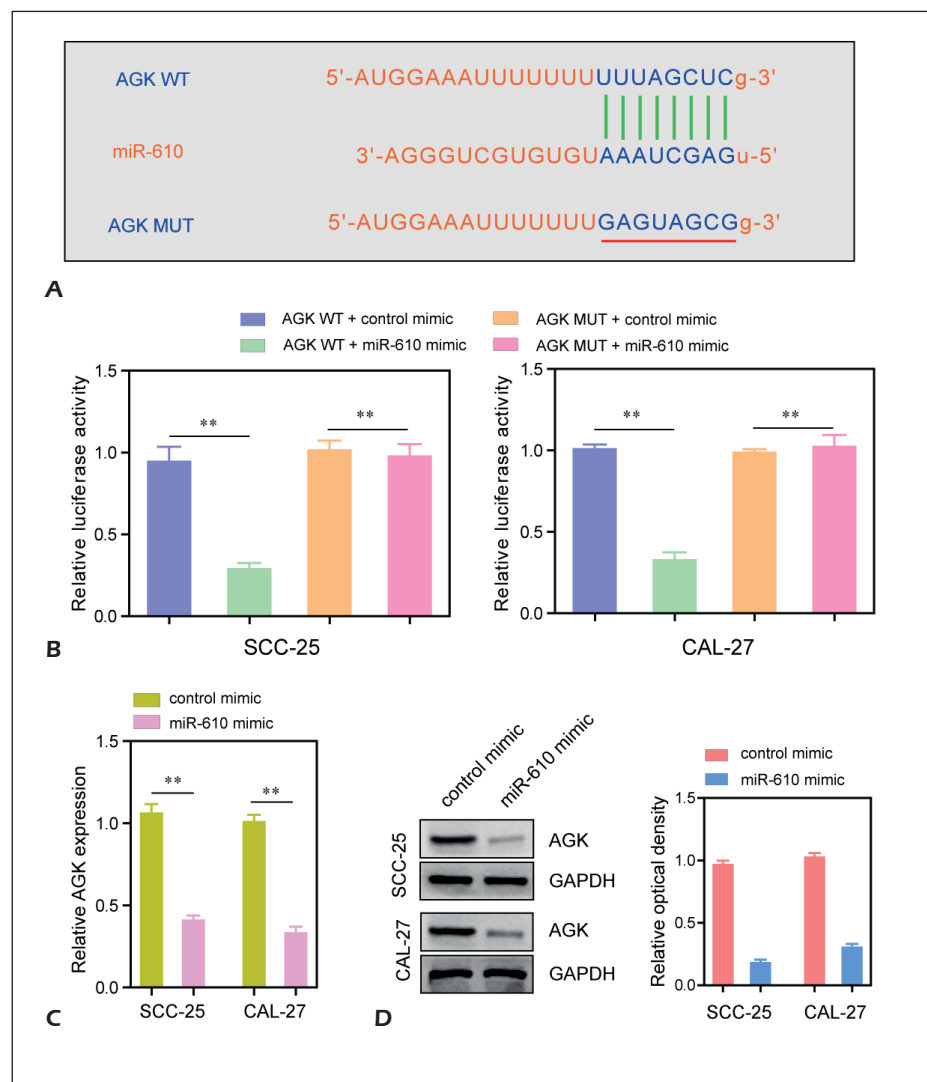 AGK WT 5'-AUGGAAAUUUUUUUUUUAGCUCg-3'
miR-610 3'-AGGGUCGUGUGUAAAUCGAGu-5'
AGK MUT 5'-AUGGAAAUUUUUUUGAGUAGCGg-3'
A
AGK WT + control mimic AGK MUT + control mimic
AGK WT + miR-610 mimic AGK MUT + miR-610 mimic
Relative luciferase activity
1.5
1.0
0.5
0.0
** **
SCC-25
Relative luciferase activity
1.5
1.0
0.5
0.0
** **
CAL-27
B
control mimic
miR-610 mimic
Relative AGK expression
1.5
1.0
0.5
0.0
** **
SCC-25 CAL-27
C
control mimic miR-610 mimic
SCC-25
AGK
GAPDH
CAL-27
AGK
GAPDH
D
control mimic
miR-610 mimic
Relative optical density
1.5
1.0
0.5
0.0
SCC-25 CAL-27